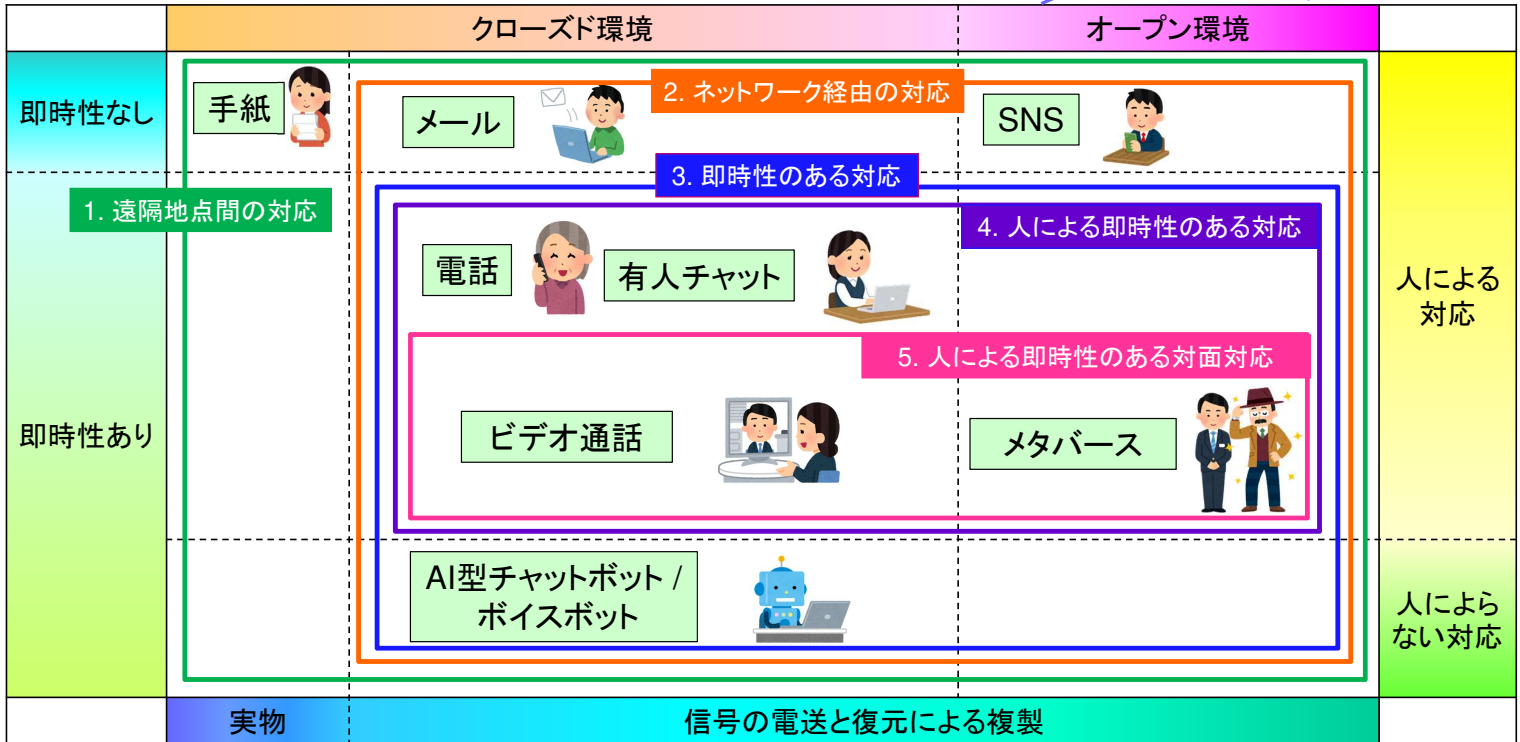 クローズド環境
オープン環境
即時性なし
手紙
メール
2. ネットワーク経由の対応
SNS
3. 即時性のある対応
1. 遠隔地点間の対応
4. 人による即時性のある対応
電話
有人チャット
人による
対応
5. 人による即時性のある対面対応
即時性あり
ビデオ通話
メタバース
AI型チャットボット /
ボイスボット
人によら
ない対応
実物
信号の電送と復元による複製